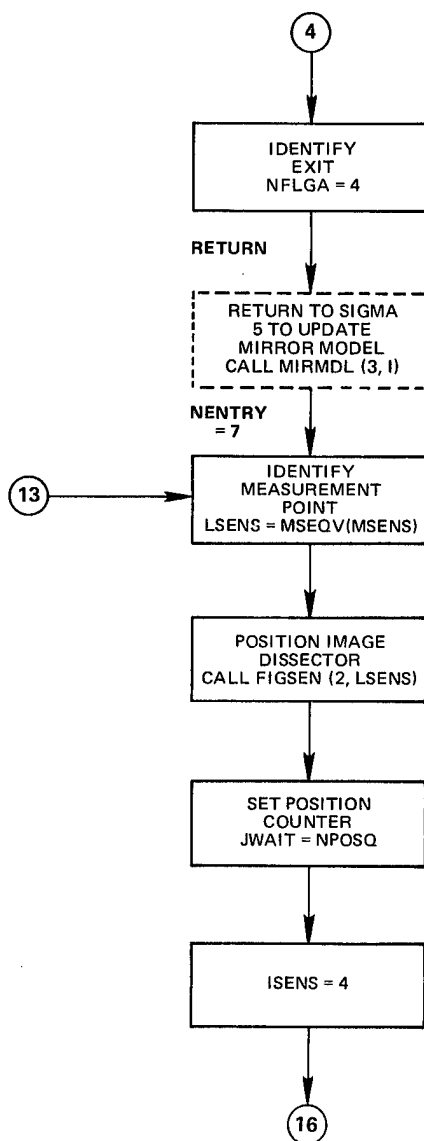 4
IDENTIFY
EXIT
NFLGA = 4
RETURN
RETURN TO SIGMA
5 TO UPDATE
MIRROR MODEL
CALL MIRMDL (3, I)
NENTRY
= 7
13
IDENTIFY
MEASUREMENT
POINT
LSENS = MSEQV(MSENS)
POSITION IMAGE
DISSECTOR
CALL FIGSEN (2, LSENS)
SET POSITION
COUNTER
JWAIT = NPOSQ
ISENS = 4
16